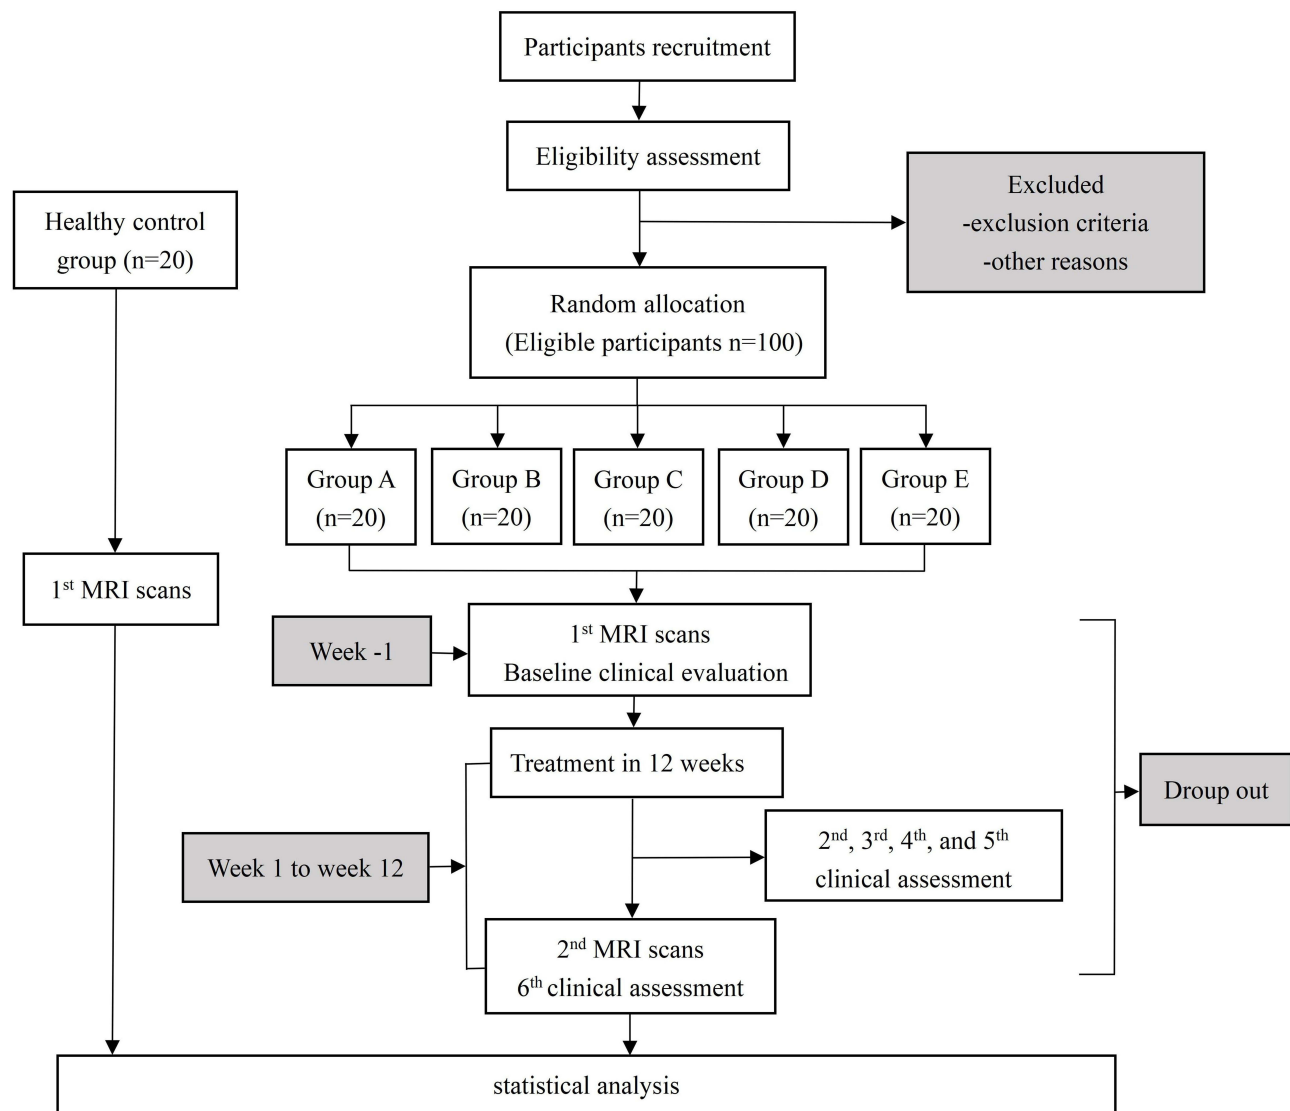 Participants recruitment
Eligibility assessment
Excluded
-exclusion criteria
-other reasons
Healthy control
group (n=20)
Random allocation
(Eligible participants n=100)
Group A
(n=20)
Group B
(n=20)
Group C
(n=20)
Group D
(n=20)
Group E
(n=20)
1st MRI scans
Week -1
1st MRI scans
Baseline clinical evaluation
Treatment in 12 weeks
Droup out
Week 1 to week 12
2nd, 3rd, 4th, and 5th
clinical assessment
2nd MRI scans
6th clinical assessment
statistical analysis